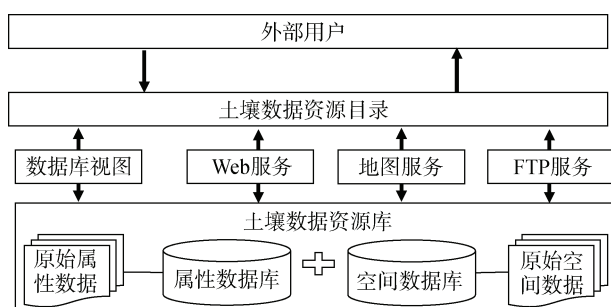 外部用户
土壤数据资源目录
数据库视图
Web服务
地图服务
FTP服务
土壤数据资源库
原始属
性数据
属性数据库
空间数据库
原始空
间数据